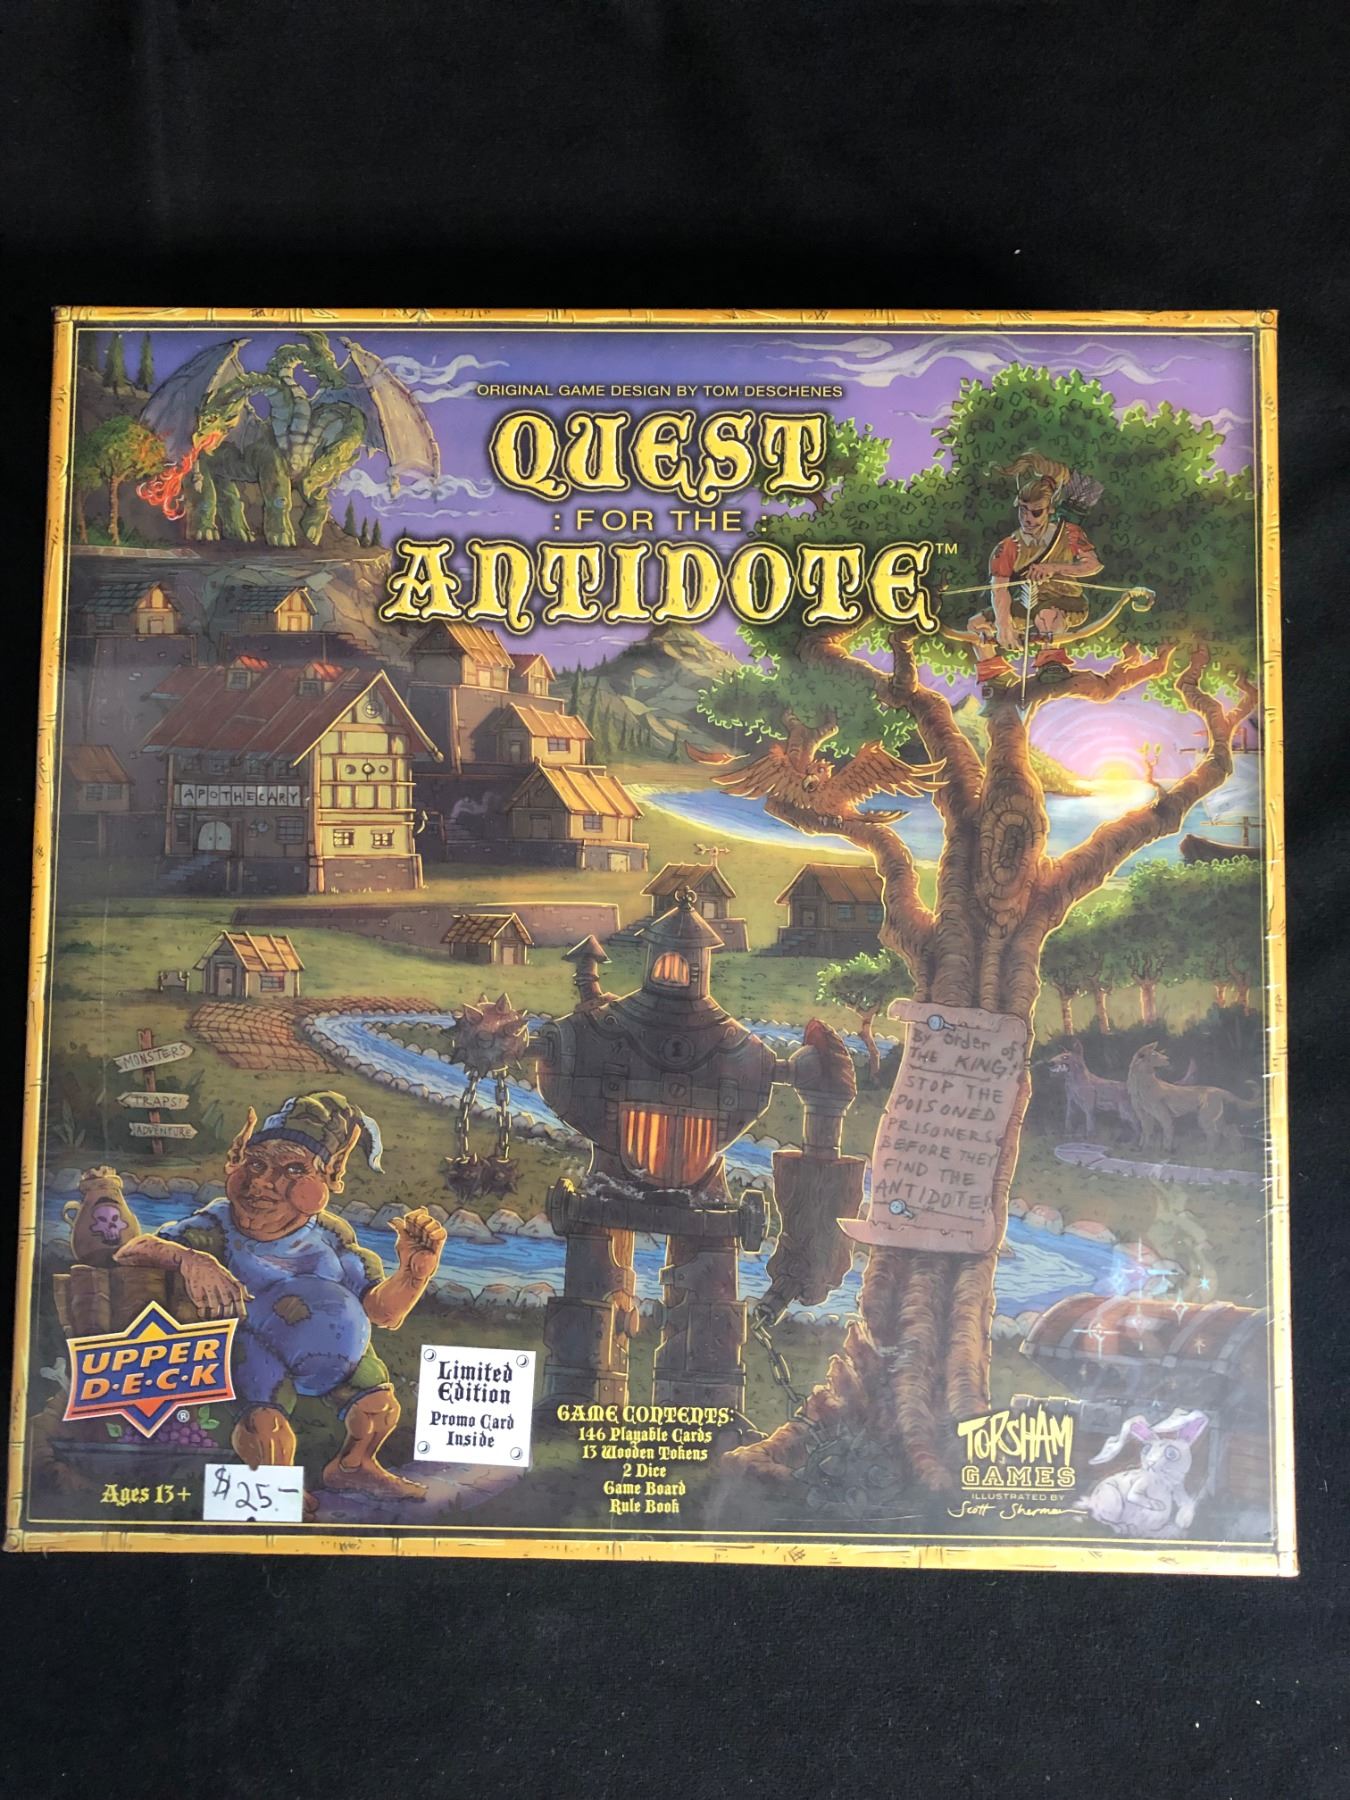 ORIGINAL GAME DESIGN BY TOM DESCHENES
QUEST
: FOR THE :
ANTIDOTE™
APOTHECARY
MONSTERS
TRAPS!
ADVENTURE
By order of
THE KING:
STOP THE
POISONED
PRISONERS
BEFORE THEY
FIND THE
ANTIDOTE!
UPPER
D·E·C·K
®
Limited
Edition
Promo Card
Inside
GAME CONTENTS:
146 Playable Cards
13 Wooden Tokens
2 Dice
Game Board
Rule Book
TOPSHAM
GAMES
ILLUSTRATED BY
Scott Sherman
Ages 13+
$25.-